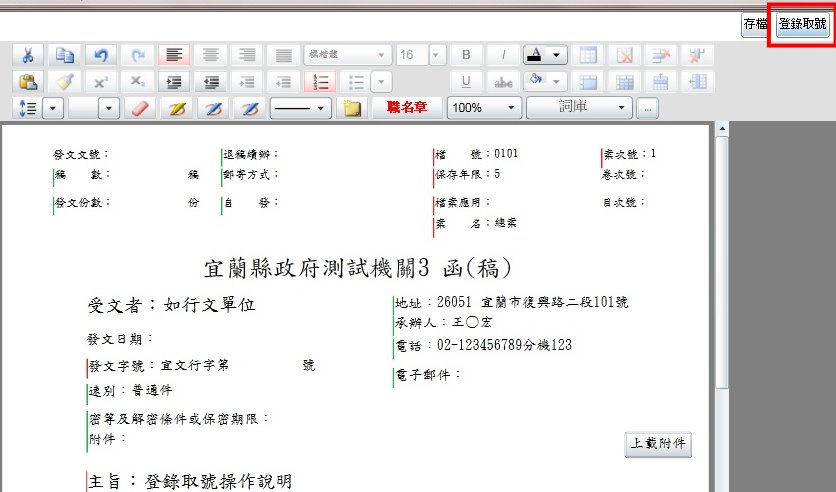 存檔 登錄取號
標楷體 16 B I A
U abc
職名章 100% 詞庫 ...
發文文號： 退稿續辦： 檔 號：0101 案次號：1
稿 數： 稿 郵寄方式： 保存年限：5 卷次號：
發文份數： 份 自 發： 檔案應用： 目次號：
案 名：總案
宜蘭縣政府測試機關3 函(稿)
受文者：如行文單位
地址：26051 宜蘭市復興路二段101號
承辦人：王〇宏
發文日期：
電話：02-123456789分機123
發文字號：宜文行字第 號
電子郵件：
速別：普通件
密等及解密條件或保密期限：
附件：
上載附件
主旨：登錄取號操作說明